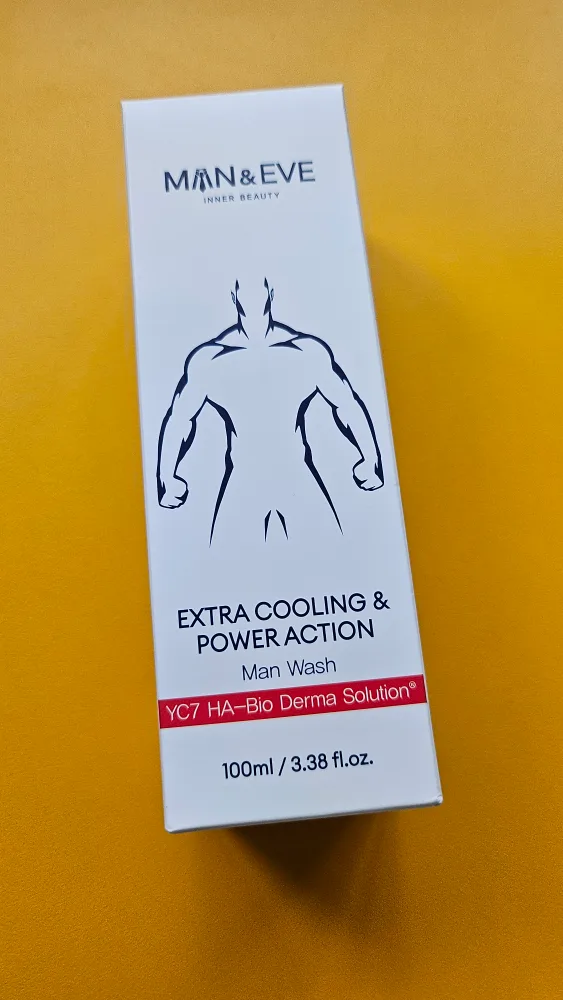 MAN&EVE
INNER BEAUTY
EXTRA COOLING &
POWER ACTION
Man Wash
YC7 HA-Bio Derma Solution®
100ml / 3.38 fl.oz.